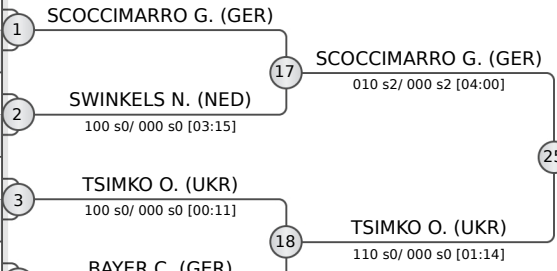 SCOCCIMARRO G. (GER)
1
SCOCCIMARRO G. (GER)
17
010 s2/ 000 s2 [04:00]
SWINKELS N. (NED)
2
100 s0/ 000 s0 [03:15]
25
TSIMKO O. (UKR)
3
100 s0/ 000 s0 [00:11]
TSIMKO O. (UKR)
18
110 s0/ 000 s0 [01:14]
BAYER C. (GER)